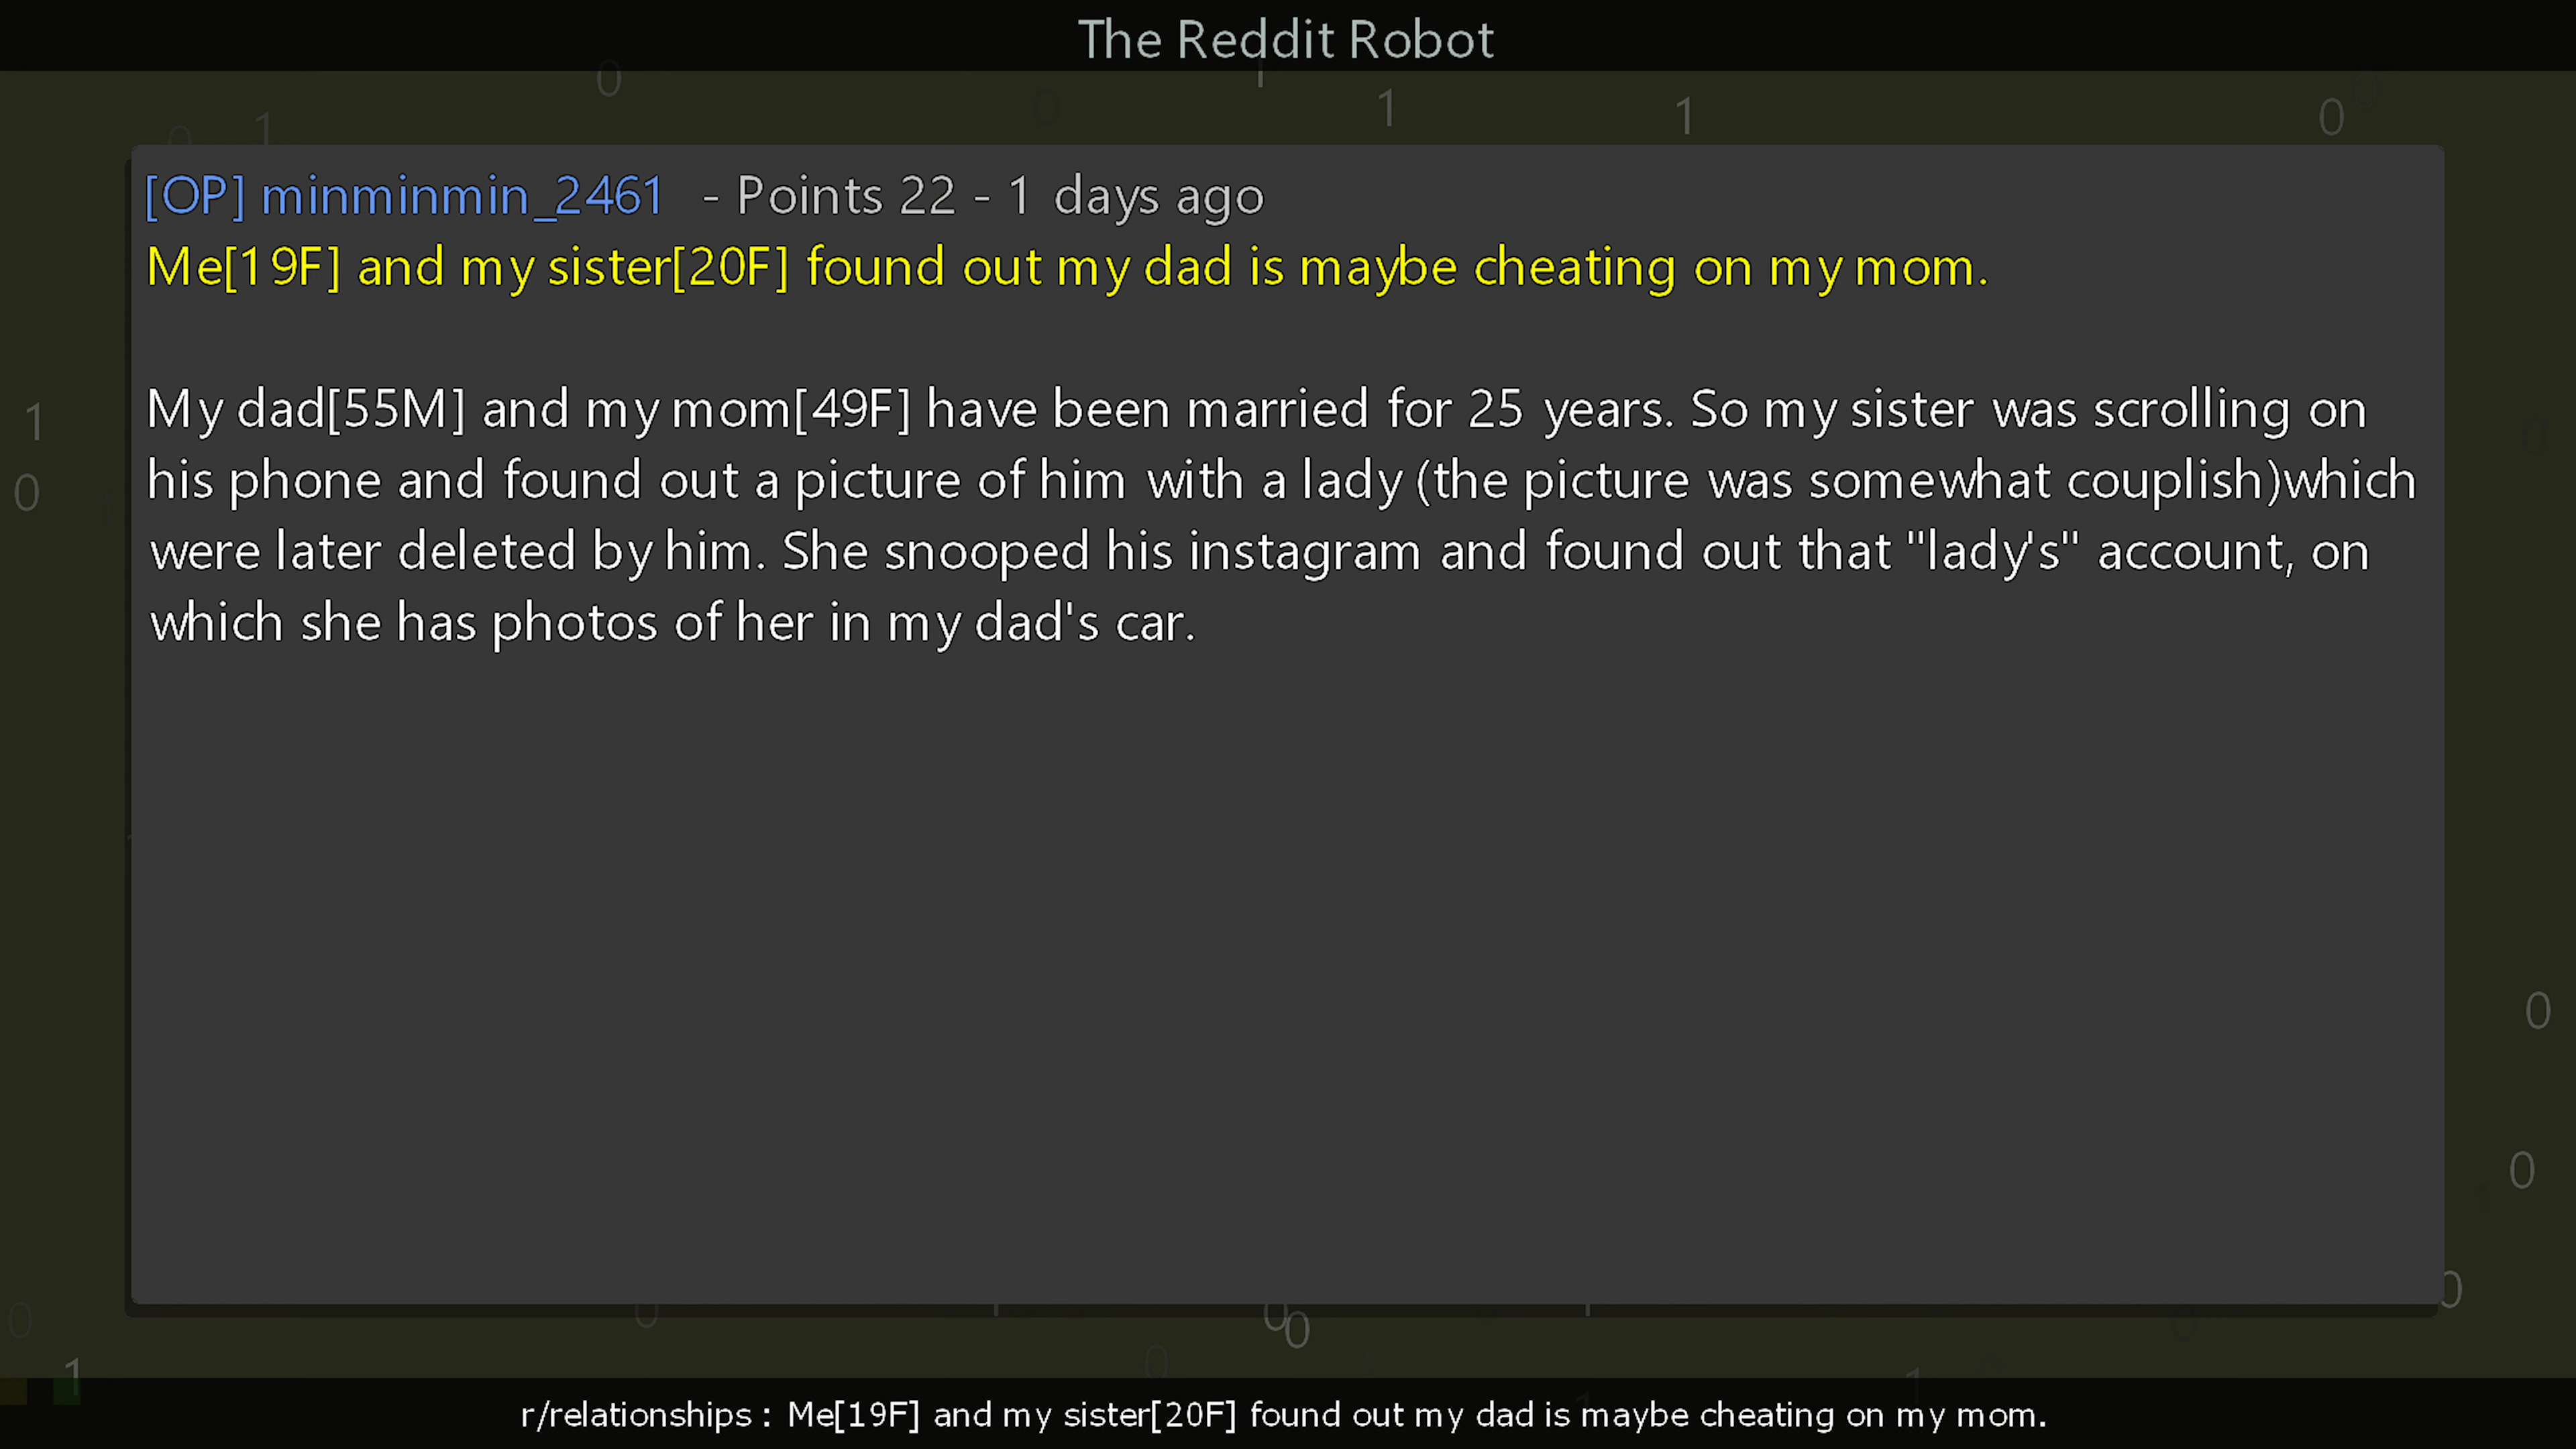 The Reddit Robot
[OP] minminmin_2461 - Points 22 - 1 days ago
Me[19F] and my sister[20F] found out my dad is maybe cheating on my mom.
My dad[55M] and my mom[49F] have been married for 25 years. So my sister was scrolling on
his phone and found out a picture of him with a lady (the picture was somewhat couplish)which
were later deleted by him. She snooped his instagram and found out that "lady's" account, on
which she has photos of her in my dad's car.
r/relationships : Me[19F] and my sister[20F] found out my dad is maybe cheating on my mom.